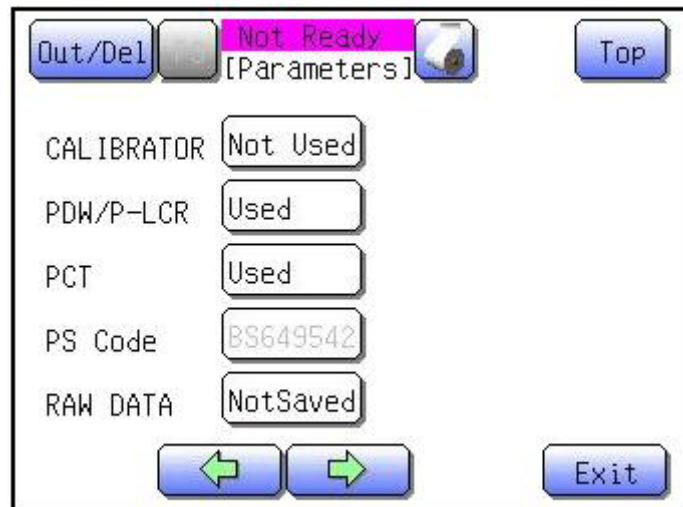 Out/Del
Not Ready
[Parameters]
Top
CALIBRATOR Not Used
PDW/P-LCR Used
PCT Used
PS Code BS649542
RAW DATA NotSaved
Exit